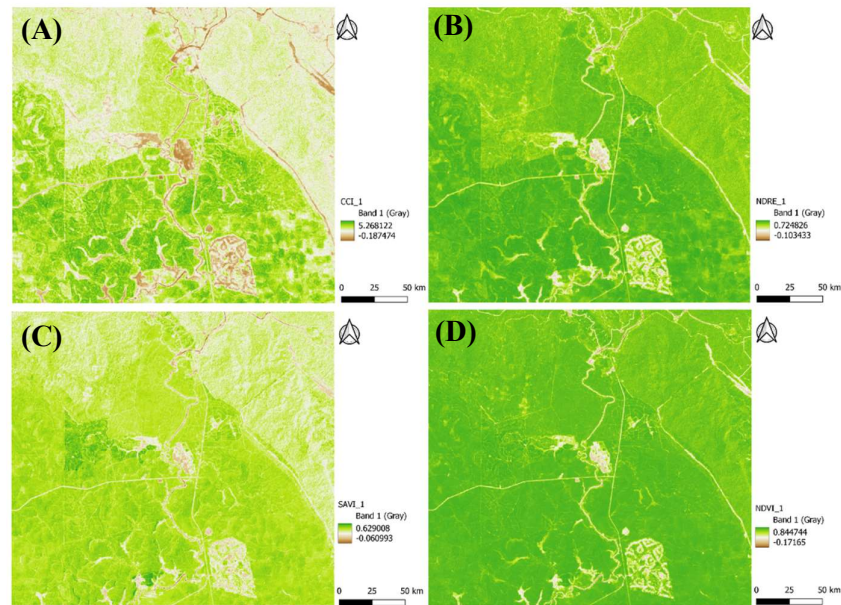 (A)
CCI_1
Band 1 (Gray)
5.268122
-0.187474
0 25 50 km
(B)
NDRE_1
Band 1 (Gray)
0.724826
-0.103433
0 25 50 km
(C)
SAVI_1
Band 1 (Gray)
0.629008
-0.060993
0 25 50 km
(D)
NDVI_1
Band 1 (Gray)
0.844744
-0.17165
0 25 50 km